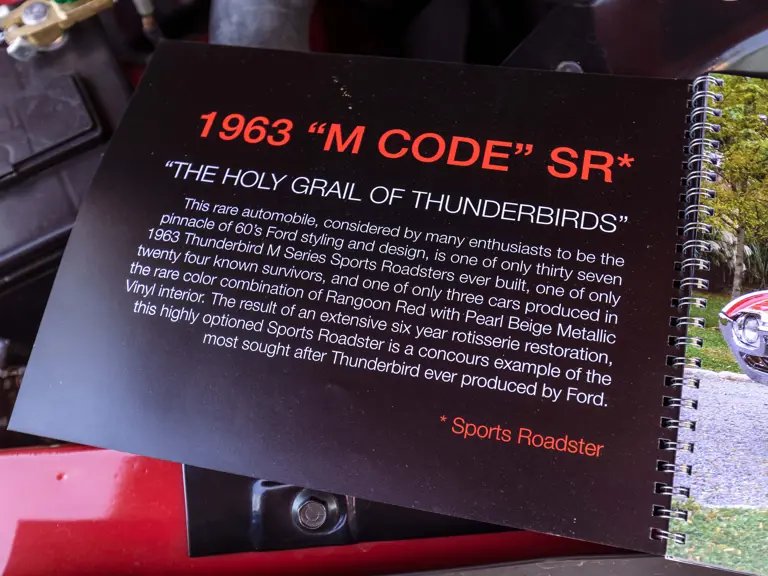 1963 “M CODE” SR*
“THE HOLY GRAIL OF THUNDERBIRDS”
This rare automobile, considered by many enthusiasts to be the
pinnacle of 60's Ford styling and design, is one of only thirty seven
1963 Thunderbird M Series Sports Roadsters ever built, one of only
twenty four known survivors, and one of only three cars produced in
the rare color combination of Rangoon Red with Pearl Beige Metallic
Vinyl interior. The result of an extensive six year rotisserie restoration,
this highly optioned Sports Roadster is a concours example of the
most sought after Thunderbird ever produced by Ford.
* Sports Roadster